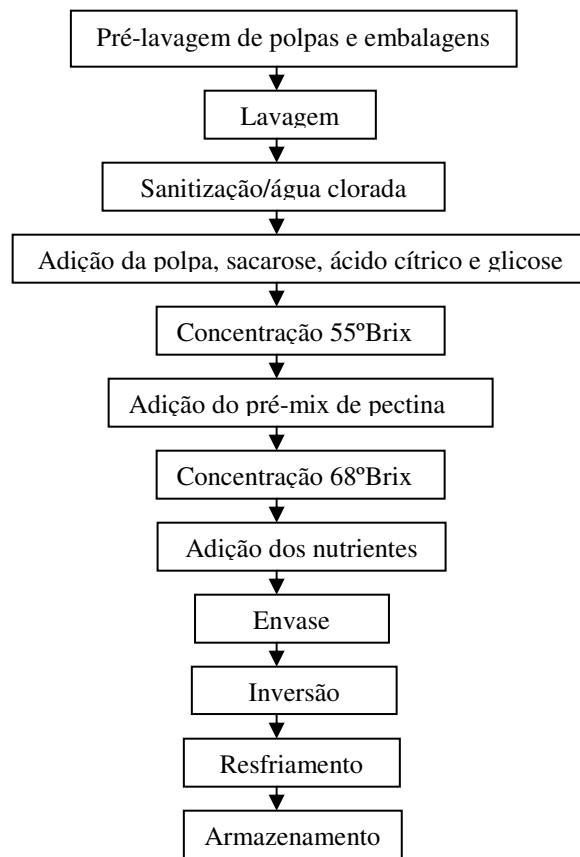 Pré-lavagem de polpas e embalagens
Lavagem
Sanitização/água clorada
Adição da polpa, sacarose, ácido cítrico e glicose
Concentração 55ºBrix
Adição do pré-mix de pectina
Concentração 68ºBrix
Adição dos nutrientes
Envase
Inversão
Resfriamento
Armazenamento